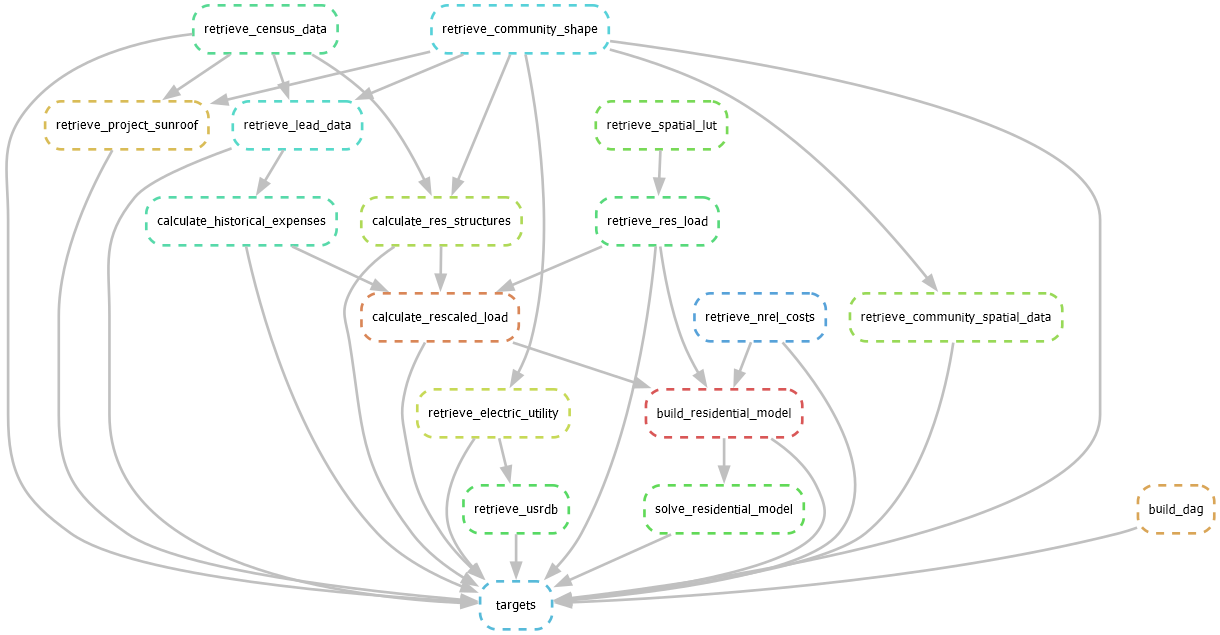 retrieve_census_data
retrieve_community_shape
retrieve_project_sunroof
retrieve_lead_data
retrieve_spatial_lut
calculate_historical_expenses
calculate_res_structures
retrieve_res_load
calculate_rescaled_load
retrieve_nrel_costs
retrieve_community_spatial_data
retrieve_electric_utility
build_residential_model
retrieve_usrdb
solve_residential_model
build_dag
targets